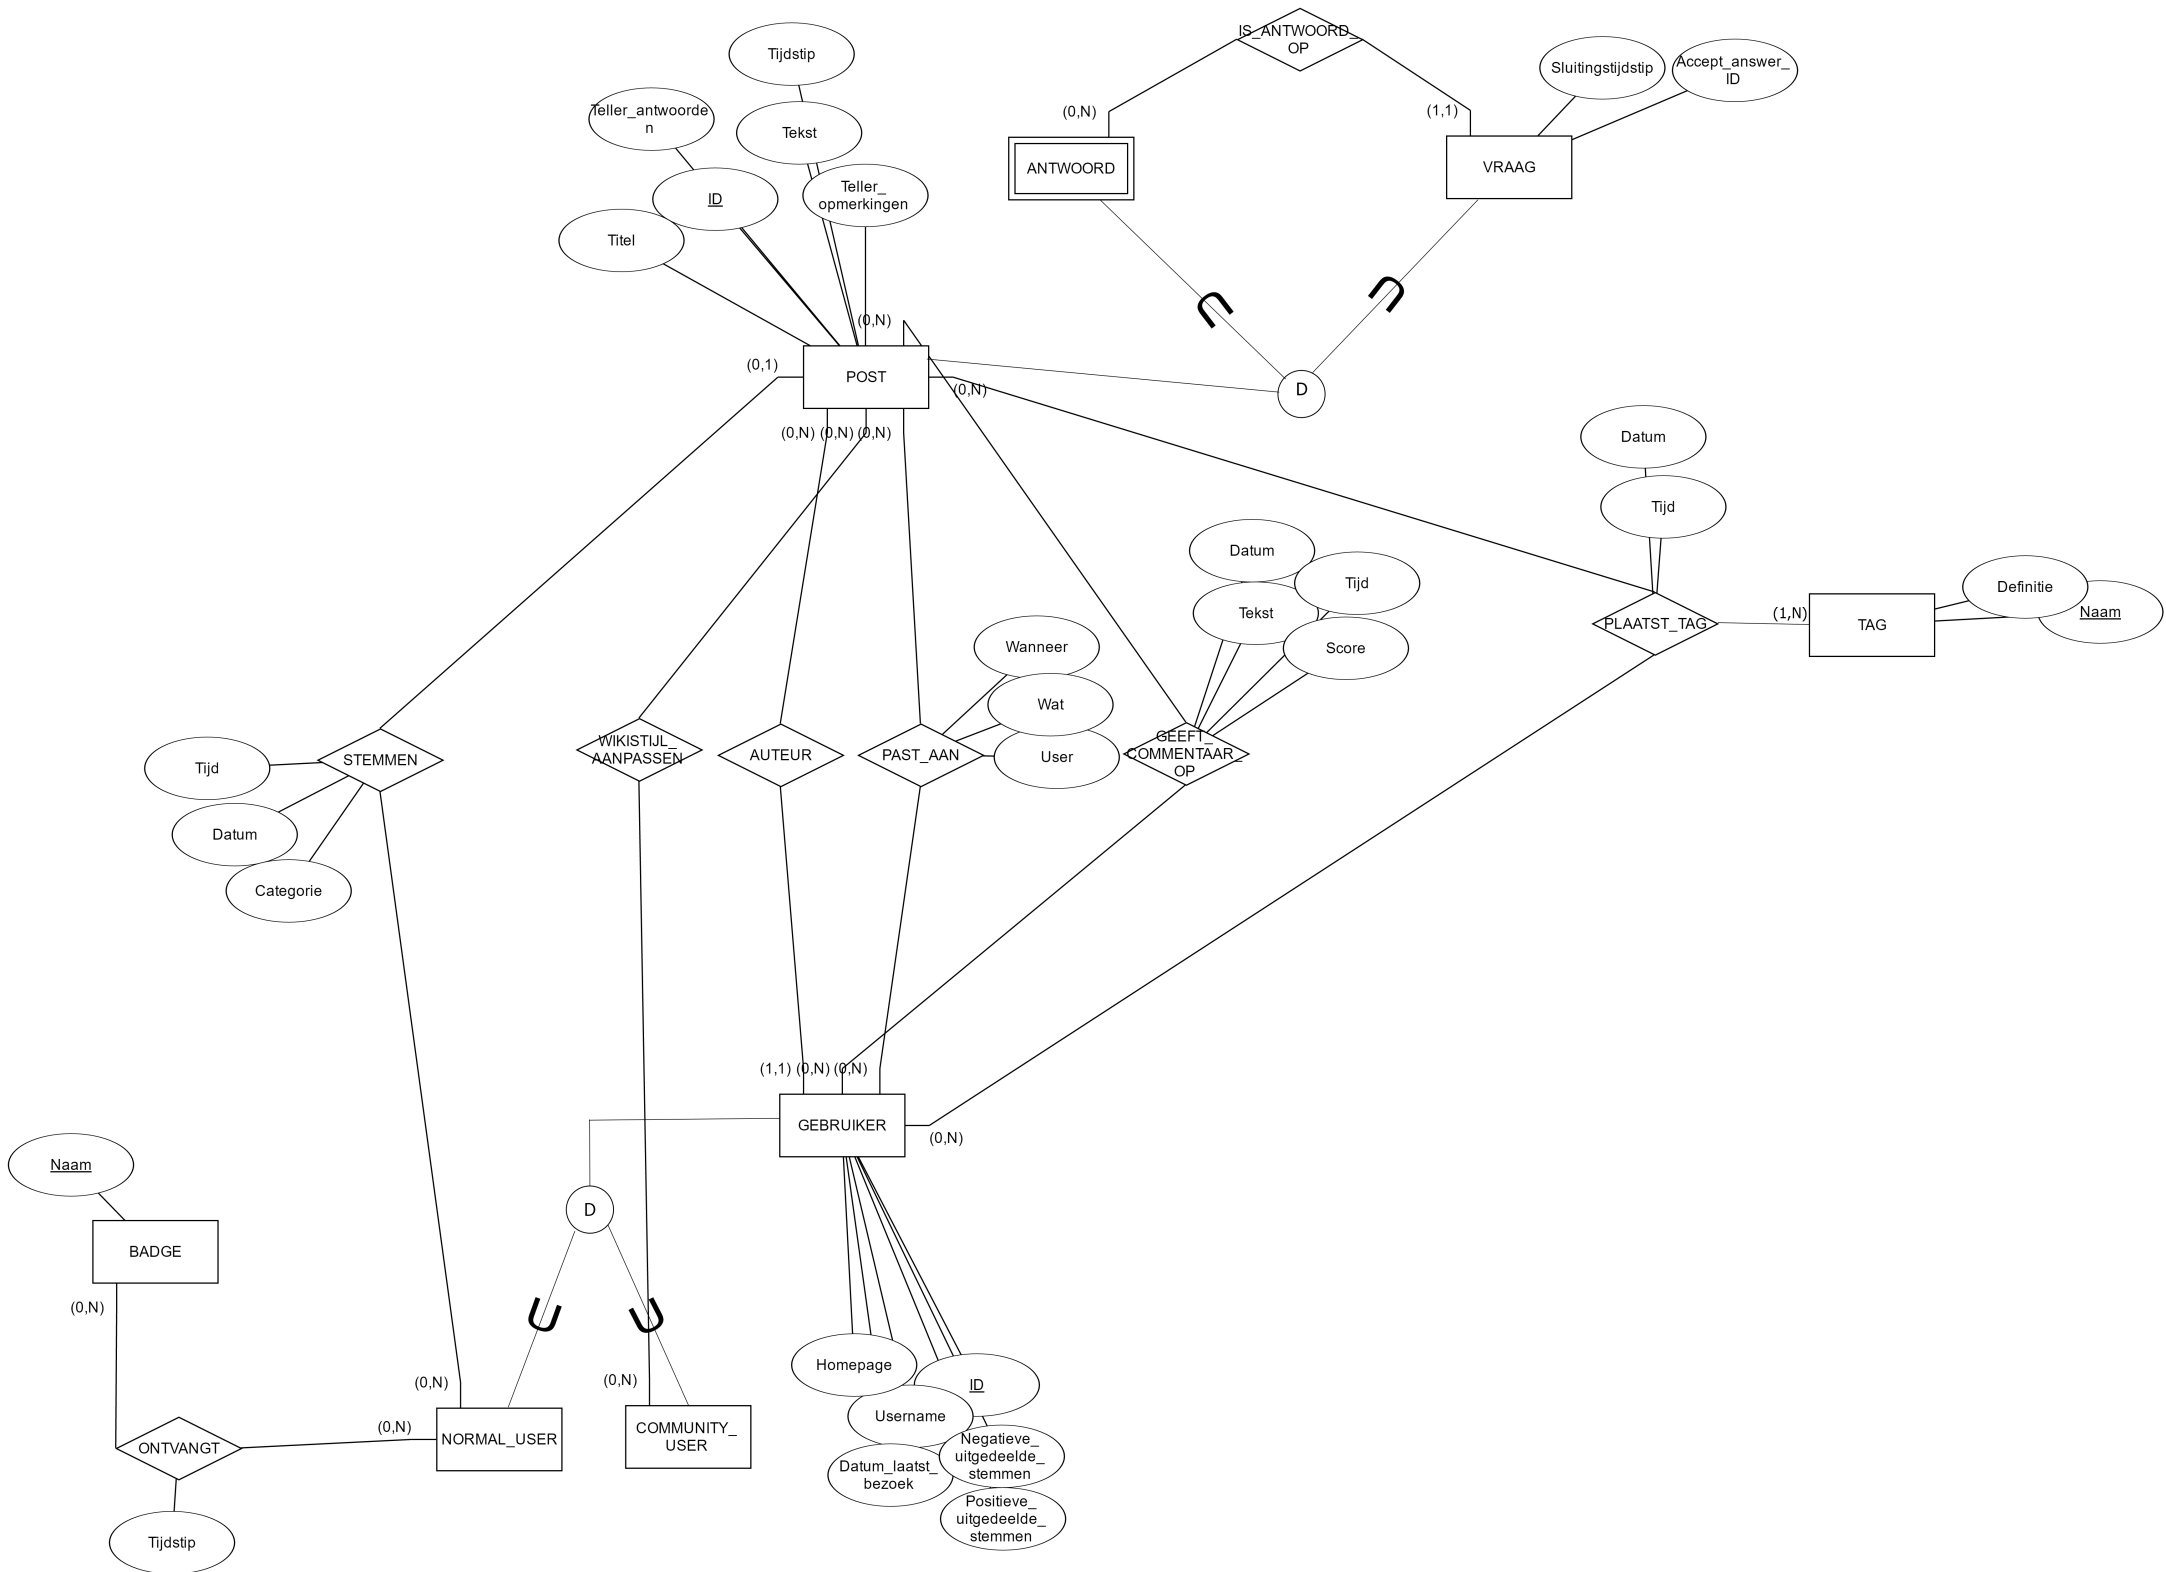 IS_ANTWOORD_
OP
Tijdstip
Sluitingstijdstip
Accept_answer_
ID
Teller_antwoorde
n
Tekst
(0,N)
(1,1)
ANTWOORD
VRAAG
Teller_
opmerkingen
ID
Titel
(0,N)
(0,1)
POST
(0,N)
D
(0,N)
(0,N)
(0,N)
Datum
Tijd
Datum
Tijd
Tekst
Definitie
Naam
(1,N)
PLAATST_TAG
TAG
Wanneer
Score
Wat
User
STEMMEN
WIKISTIJL_
AANPASSEN
AUTEUR
PAST_AAN
GEEFT_
COMMENTAAR_
OP
Tijd
Datum
Categorie
(1,1)
(0,N)
(0,N)
GEBRUIKER
(0,N)
Naam
D
BADGE
(0,N)
Homepage
ID
(0,N)
(0,N)
Username
(0,N)
NORMAL_USER
COMMUNITY_
USER
ONTVANGT
Negatieve_
uitgedeelde_
stemmen
Datum_laatst_
bezoek
Positieve_
uitgedeelde_
stemmen
Tijdstip